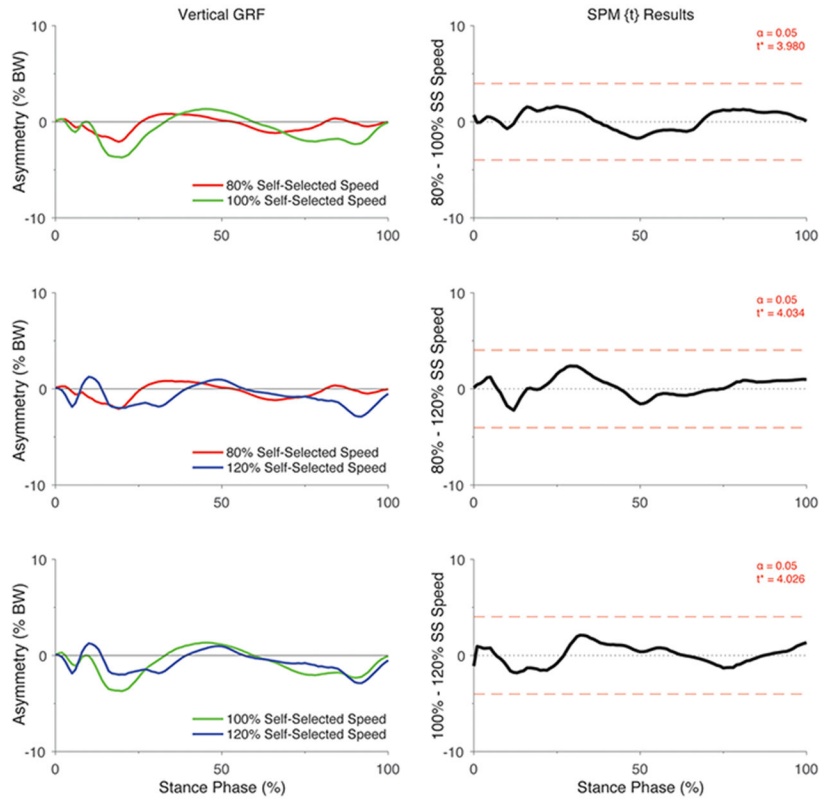 Vertical GRF
SPM {t} Results
10
0
-10
Asymmetry (% BW)
80% Self-Selected Speed
100% Self-Selected Speed
0
50
100
10
0
-10
80% - 100% SS Speed
α = 0.05
t* = 3.980
0
50
100
10
0
-10
Asymmetry (% BW)
80% Self-Selected Speed
120% Self-Selected Speed
0
50
100
10
0
-10
80% - 120% SS Speed
α = 0.05
t* = 4.034
0
50
100
10
0
-10
Asymmetry (% BW)
100% Self-Selected Speed
120% Self-Selected Speed
0
50
100
Stance Phase (%)
10
0
-10
100% - 120% SS Speed
α = 0.05
t* = 4.026
0
50
100
Stance Phase (%)